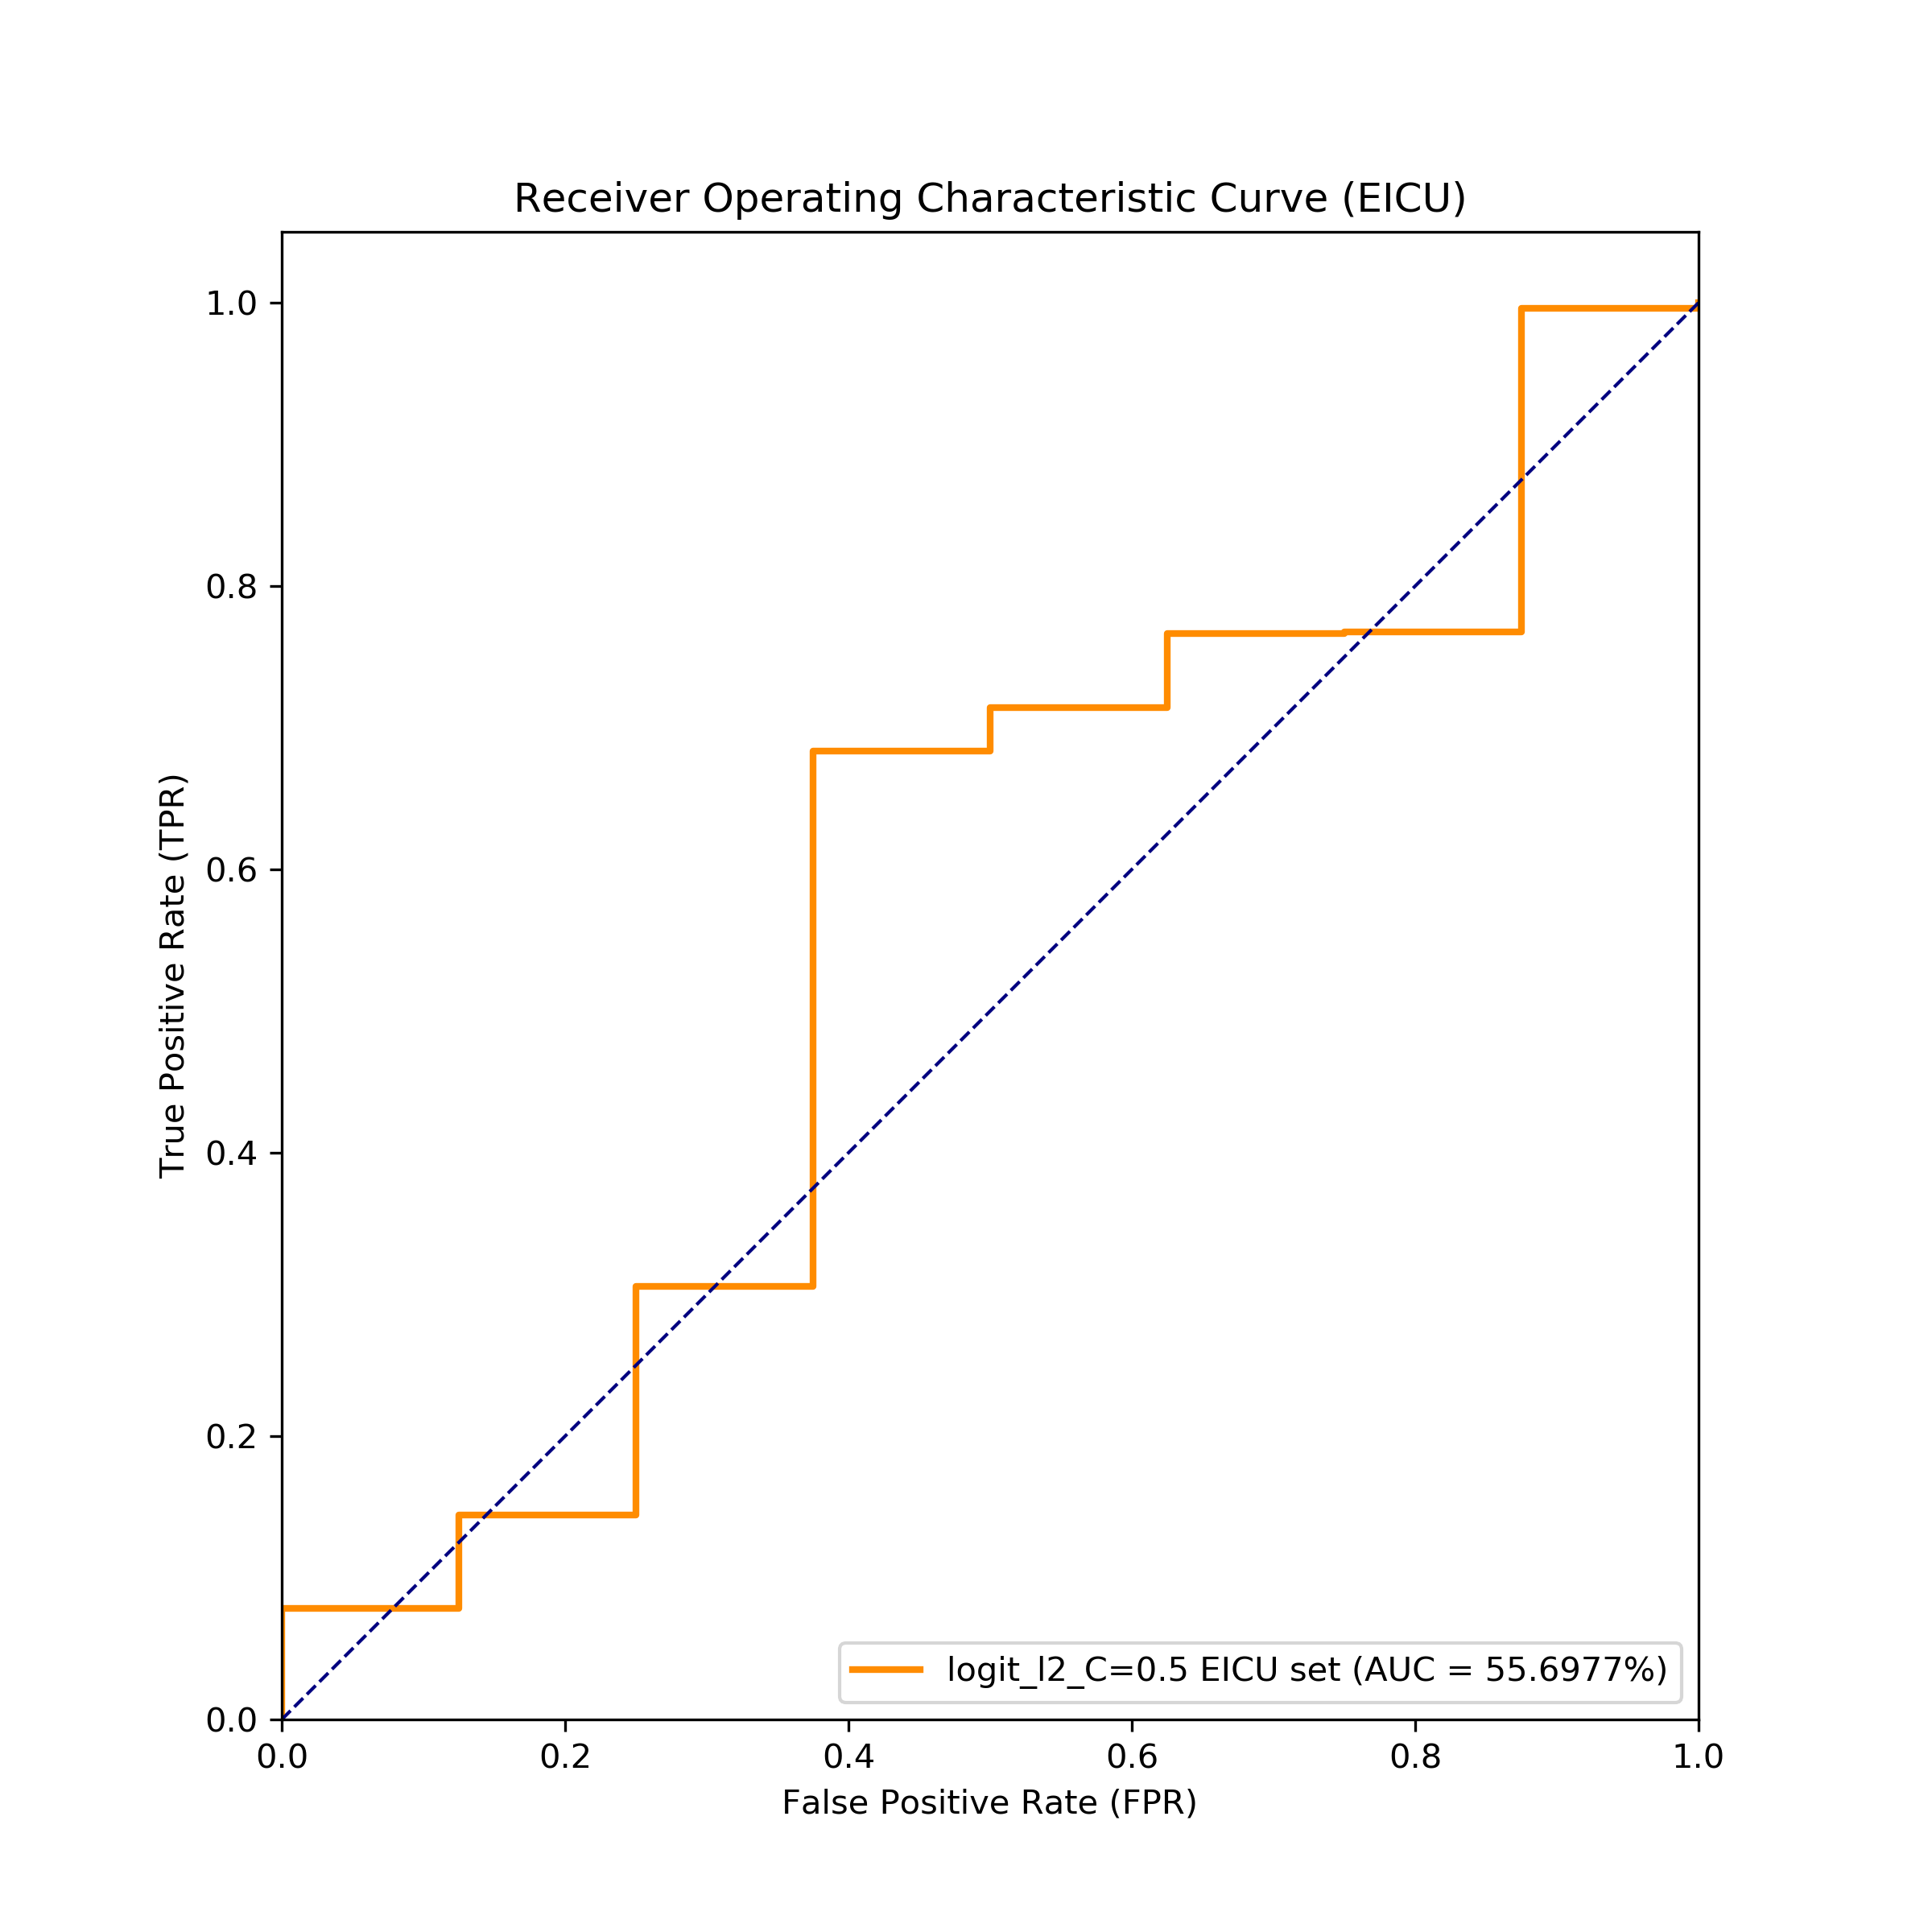 Receiver Operating Characteristic Curve (EICU)
True Positive Rate (TPR)
1.0
0.8
0.6
0.4
0.2
0.0
logit_l2_C=0.5 EICU set (AUC = 55.6977%)
0.0 0.2 0.4 0.6 0.8 1.0
False Positive Rate (FPR)